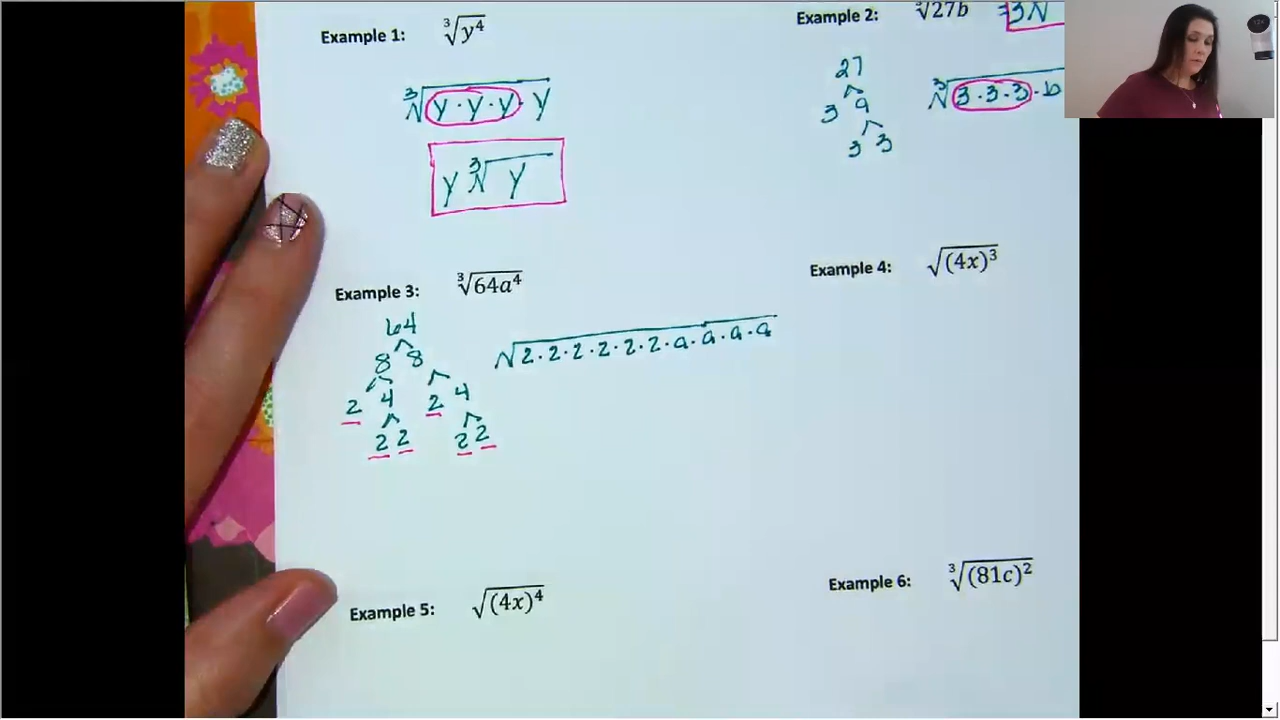 Example 1: ∛y⁴
∛y·y·y·y
y∛y
Example 2: ∛27b =3∛
27
3 9
3 3
∛3·3·3·b
Example 3: ∛64a⁴
64
8 8
2 4 2 4
2 2 2 2
√2·2·2·2·2·2·a·a·a·a
Example 4: √(4x)³
Example 5: √(4x)⁴
Example 6: ∛(81c)²